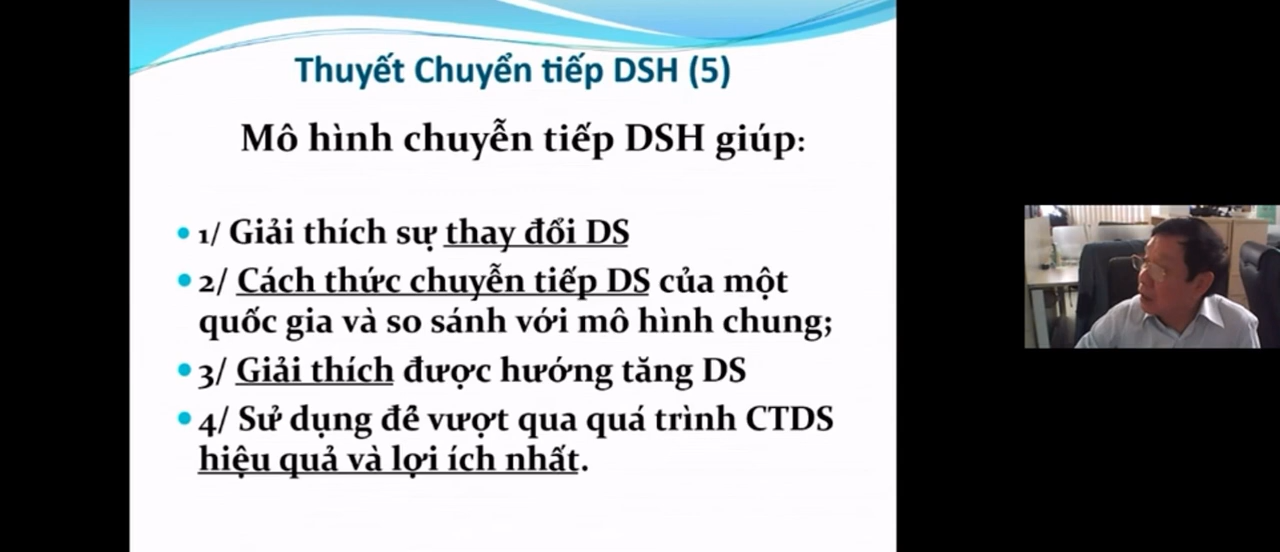 Thuyết Chuyển tiếp DSH (5)
Mô hình chuyễn tiếp DSH giúp:
1/ Giải thích sự thay đổi DS
2/ Cách thức chuyễn tiếp DS của một
quốc gia và so sánh với mô hình chung;
3/ Giải thích được hướng tăng DS
4/ Sử dụng để vượt qua quá trình CTDS
hiệu quả và lợi ích nhất.